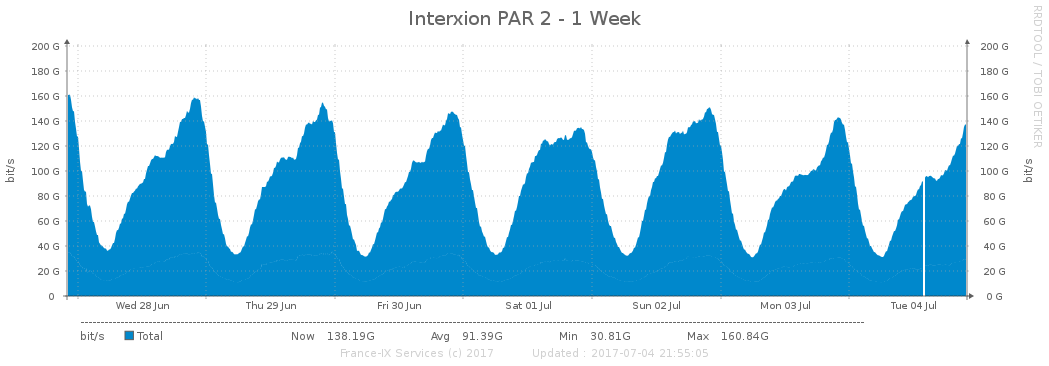 Interxion PAR 2 - 1 Week
RRDTOOL / TOBI OETIKER
200 G 200 G
180 G 180 G
160 G 160 G
140 G 140 G
120 G 120 G
100 G 100 G
80 G 80 G
60 G 60 G
40 G 40 G
20 G 20 G
0 0 G
bit/s bit/s
Wed 28 Jun Thu 29 Jun Fri 30 Jun Sat 01 Jul Sun 02 Jul Mon 03 Jul Tue 04 Jul
bit/s Total Now 138.19G Avg 91.39G Min 30.81G Max 160.84G
France-IX Services (c) 2017 Updated : 2017-07-04 21:55:05